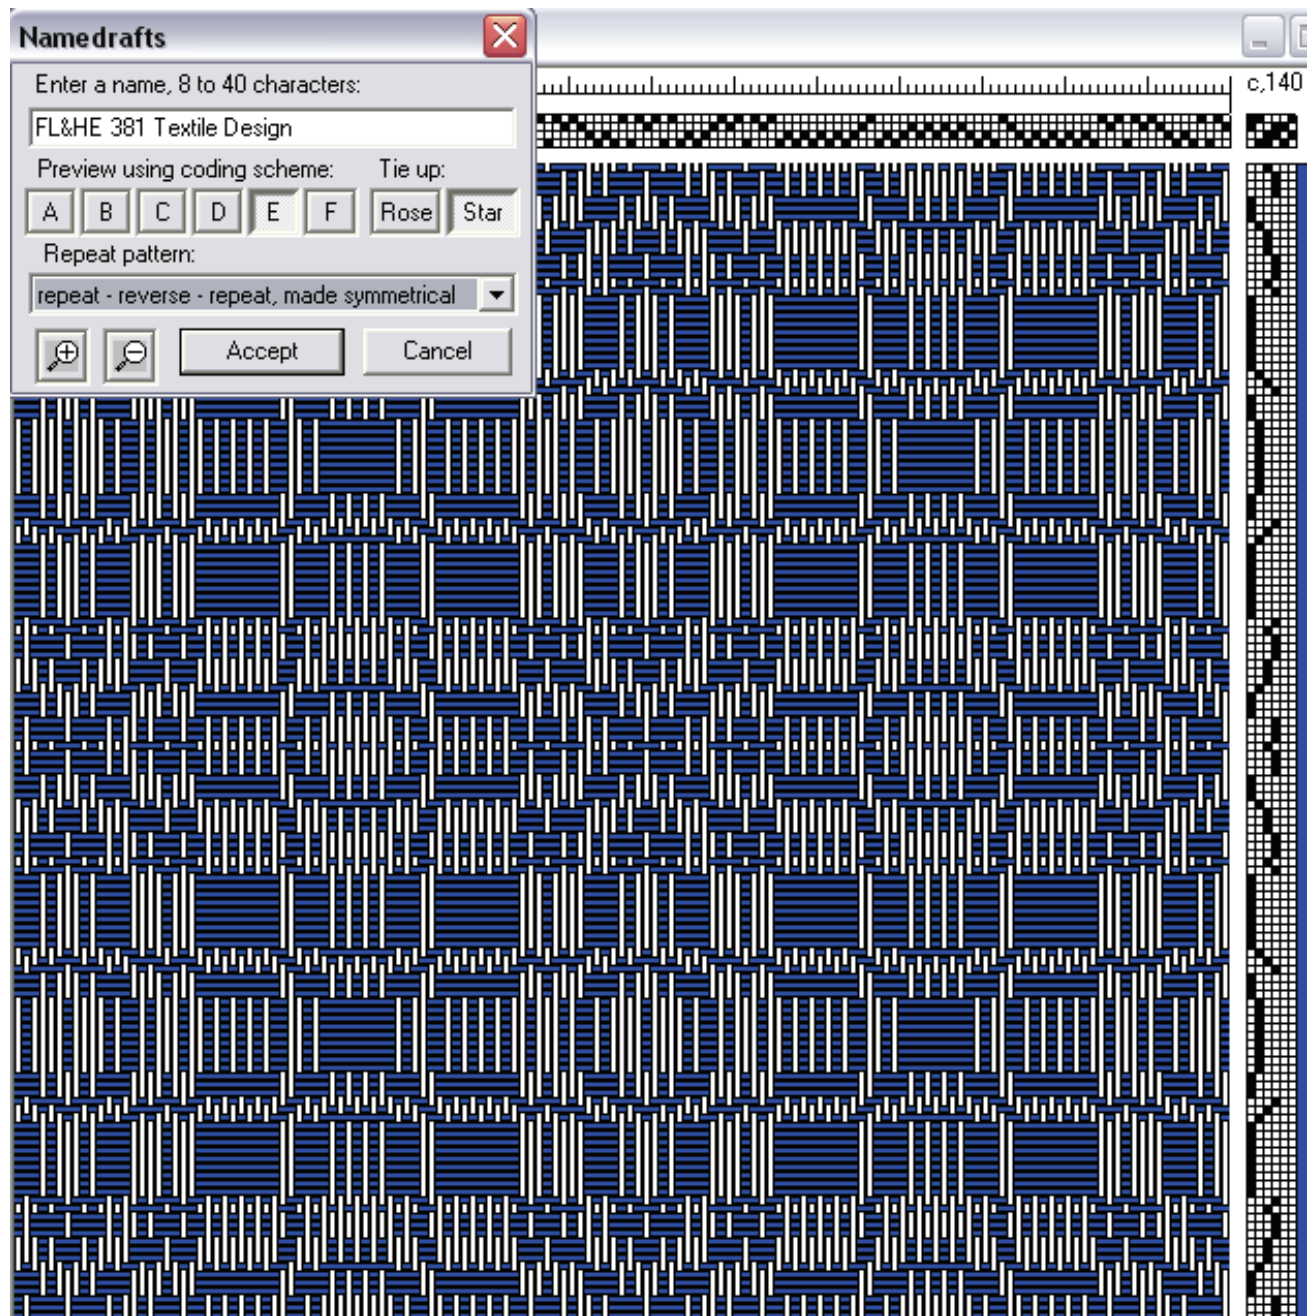 Namedrafts
Enter a name, 8 to 40 characters:
c,140
FL&HE 381 Textile Design
Preview using coding scheme: Tie up:
A B C D E F Rose Star
Repeat pattern:
repeat - reverse - repeat, made symmetrical
Accept Cancel